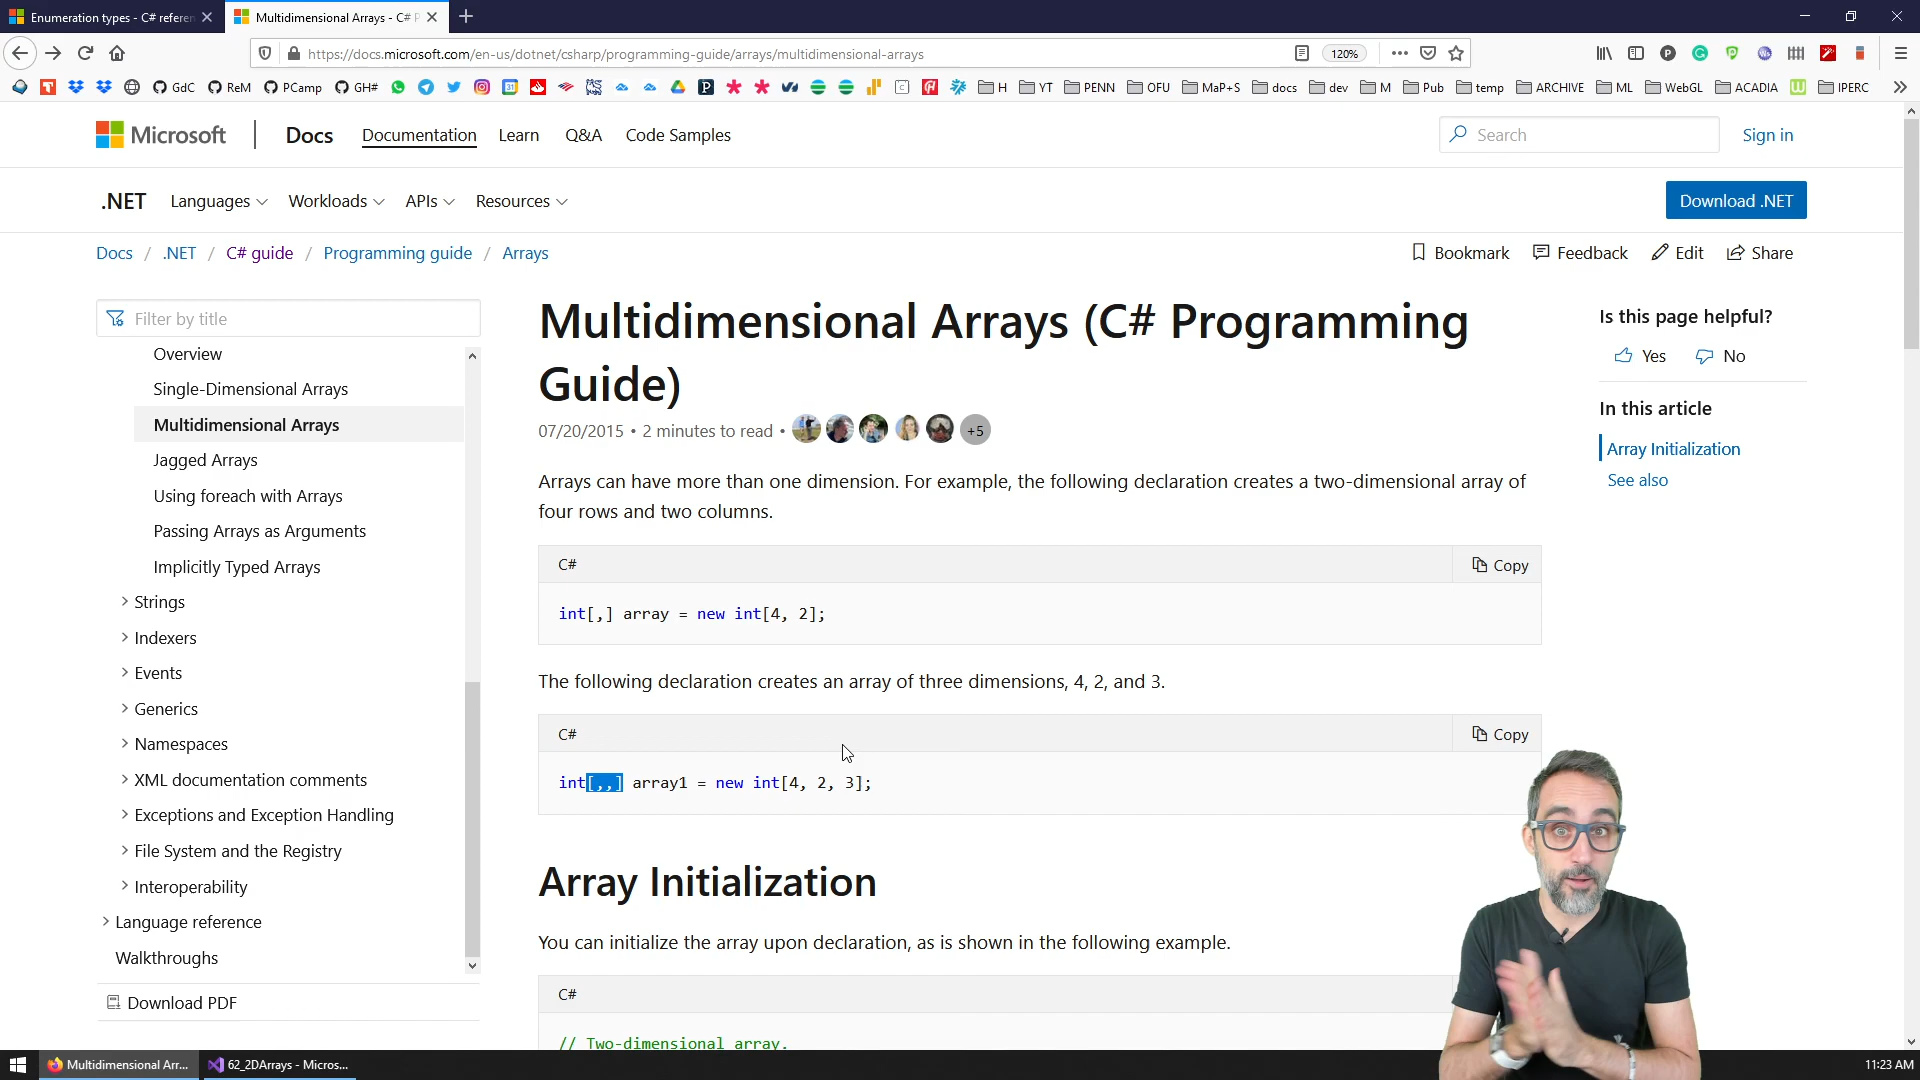 Enumeration types - C# referen
Multidimensional Arrays - C# P
https://docs.microsoft.com/en-us/dotnet/csharp/programming-guide/arrays/multidimensional-arrays
120%
GdC
ReM
PCamp
GH#
H
YT
PENN
OFU
MaP+S
docs
dev
M
Pub
temp
ARCHIVE
ML
WebGL
ACADIA
IPERC
Microsoft
Docs
Documentation
Learn
Q&A
Code Samples
Search
Sign in
.NET
Languages
Workloads
APIs
Resources
Download .NET
Docs / .NET / C# guide / Programming guide / Arrays
Bookmark
Feedback
Edit
Share
Filter by title
Overview
Single-Dimensional Arrays
Multidimensional Arrays
Jagged Arrays
Using foreach with Arrays
Passing Arrays as Arguments
Implicitly Typed Arrays
Strings
Indexers
Events
Generics
Namespaces
XML documentation comments
Exceptions and Exception Handling
File System and the Registry
Interoperability
Language reference
Walkthroughs
Download PDF
Multidimensional Arrays (C# Programming
Guide)
07/20/2015 • 2 minutes to read •
+5
Arrays can have more than one dimension. For example, the following declaration creates a two-dimensional array of
four rows and two columns.
C#
Copy
int[,] array = new int[4, 2];
The following declaration creates an array of three dimensions, 4, 2, and 3.
C#
Copy
int[,,] array1 = new int[4, 2, 3];
Array Initialization
You can initialize the array upon declaration, as is shown in the following example.
C#
// Two-dimensional array.
Is this page helpful?
Yes
No
In this article
Array Initialization
See also
Multidimensional Arr...
62_2DArrays - Micros...
11:23 AM